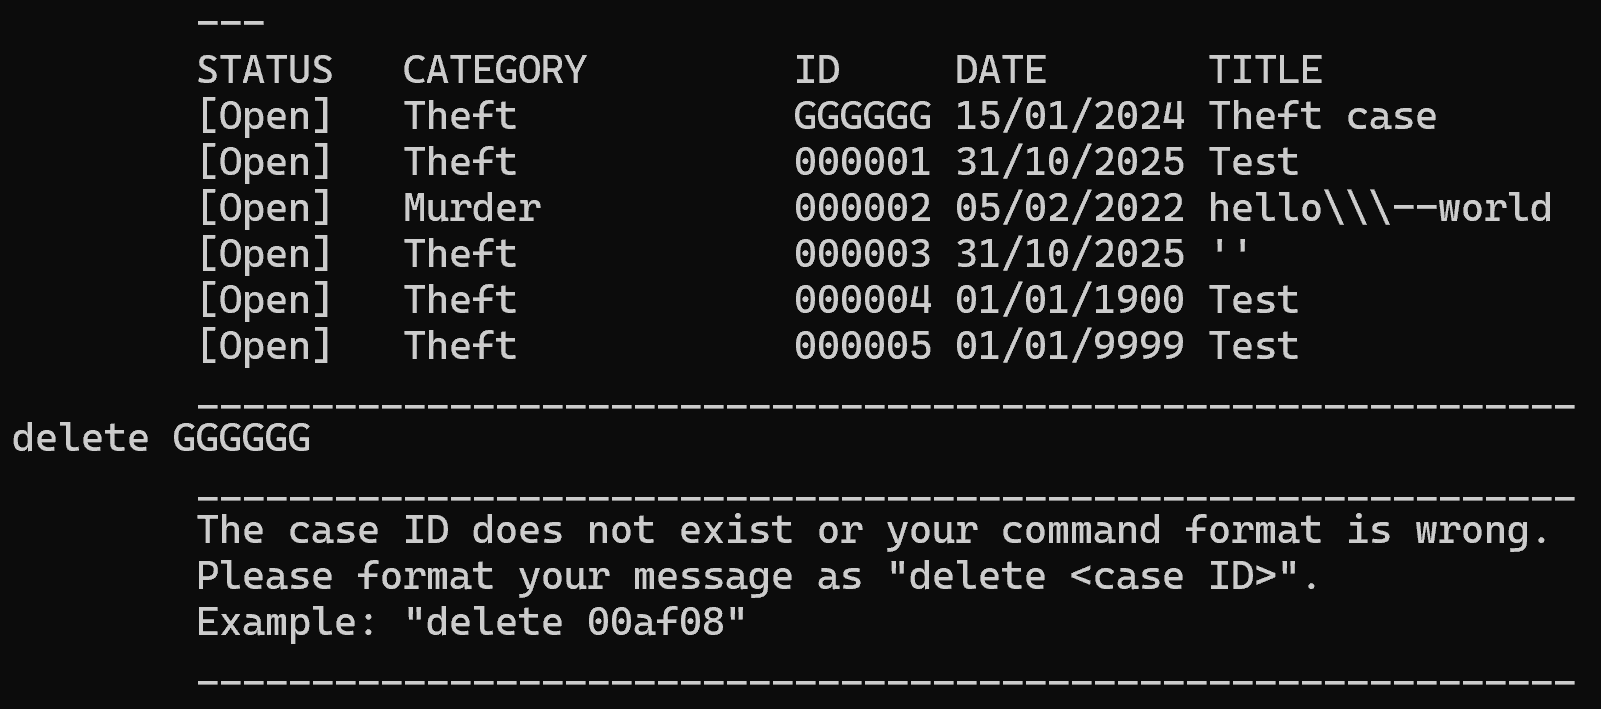 ---
STATUS   CATEGORY         ID     DATE       TITLE
[Open]   Theft            GGGGGG 15/01/2024 Theft case
[Open]   Theft            000001 31/10/2025 Test
[Open]   Murder           000002 05/02/2022 hello\\\--world
[Open]   Theft            000003 31/10/2025 ''
[Open]   Theft            000004 01/01/1900 Test
[Open]   Theft            000005 01/01/9999 Test
____________________________________________________________
delete GGGGGG
____________________________________________________________
The case ID does not exist or your command format is wrong.
Please format your message as "delete <case ID>".
Example: "delete 00af08"
____________________________________________________________